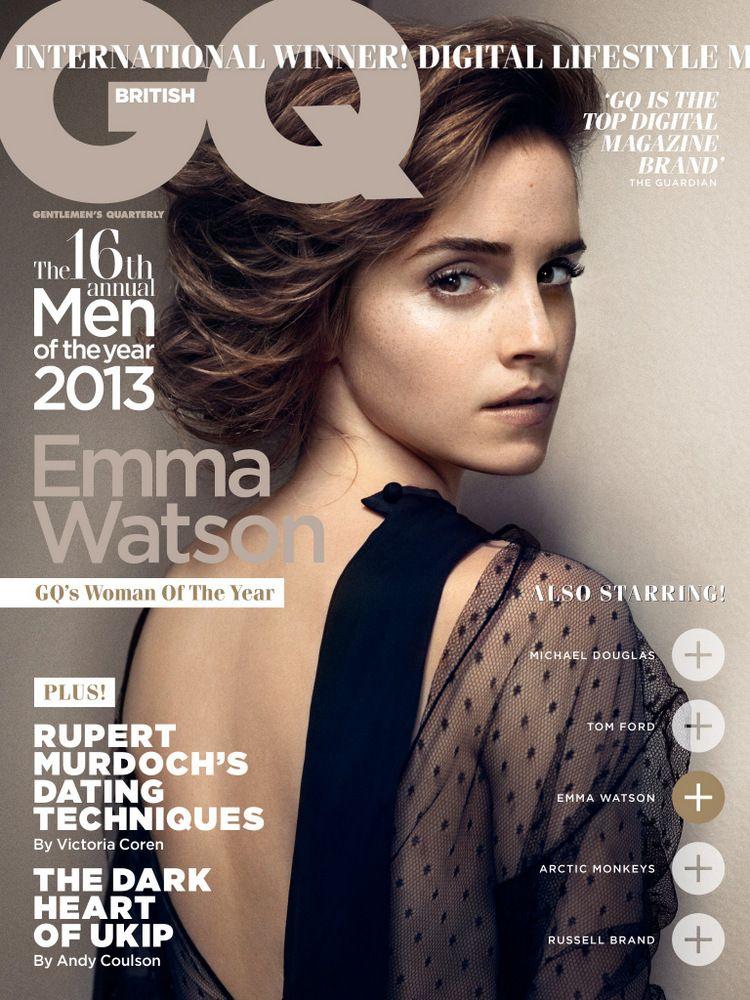 GQ
INTERNATIONAL WINNER! DIGITAL LIFESTYLE M
BRITISH
‘GQ IS THE
TOP DIGITAL
MAGAZINE
BRAND’
THE GUARDIAN
GENTLEMEN'S QUARTERLY
The 16th
annual
Men
of the year
2013
Emma
Watson
GQ's Woman Of The Year
ALSO STARRING!
MICHAEL DOUGLAS
TOM FORD
EMMA WATSON
ARCTIC MONKEYS
RUSSELL BRAND
PLUS!
RUPERT
MURDOCH'S
DATING
TECHNIQUES
By Victoria Coren
THE DARK
HEART
OF UKIP
By Andy Coulson